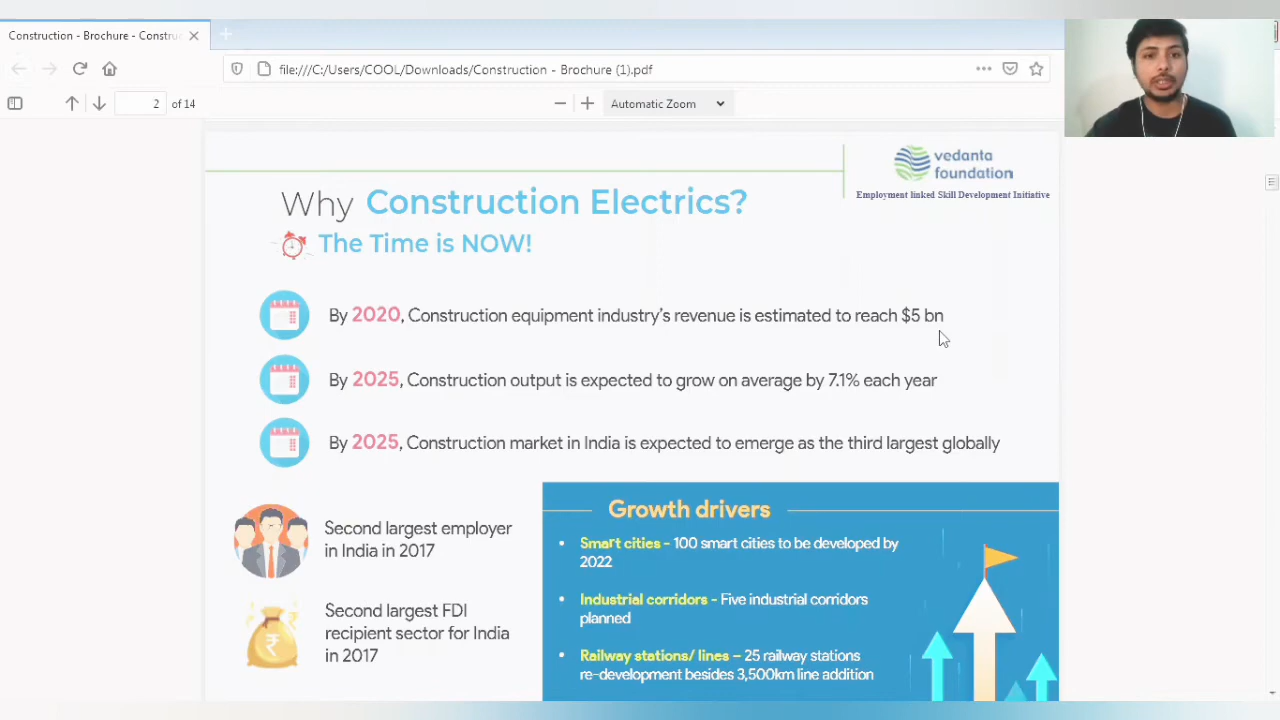 Construction - Brochure - Constru
file:///C:/Users/COOL/Downloads/Construction - Brochure (1).pdf
2 of 14
Automatic Zoom
vedanta
foundation
Employment linked Skill Development Initiative
Why Construction Electrics?
The Time is NOW!
By 2020, Construction equipment industry's revenue is estimated to reach $5 bn
By 2025, Construction output is expected to grow on average by 7.1% each year
By 2025, Construction market in India is expected to emerge as the third largest globally
Second largest employer
in India in 2017
Second largest FDI
recipient sector for India
in 2017
Growth drivers
• Smart cities - 100 smart cities to be developed by
2022
• Industrial corridors - Five industrial corridors
planned
• Railway stations/ lines – 25 railway stations
re-development besides 3,500km line addition